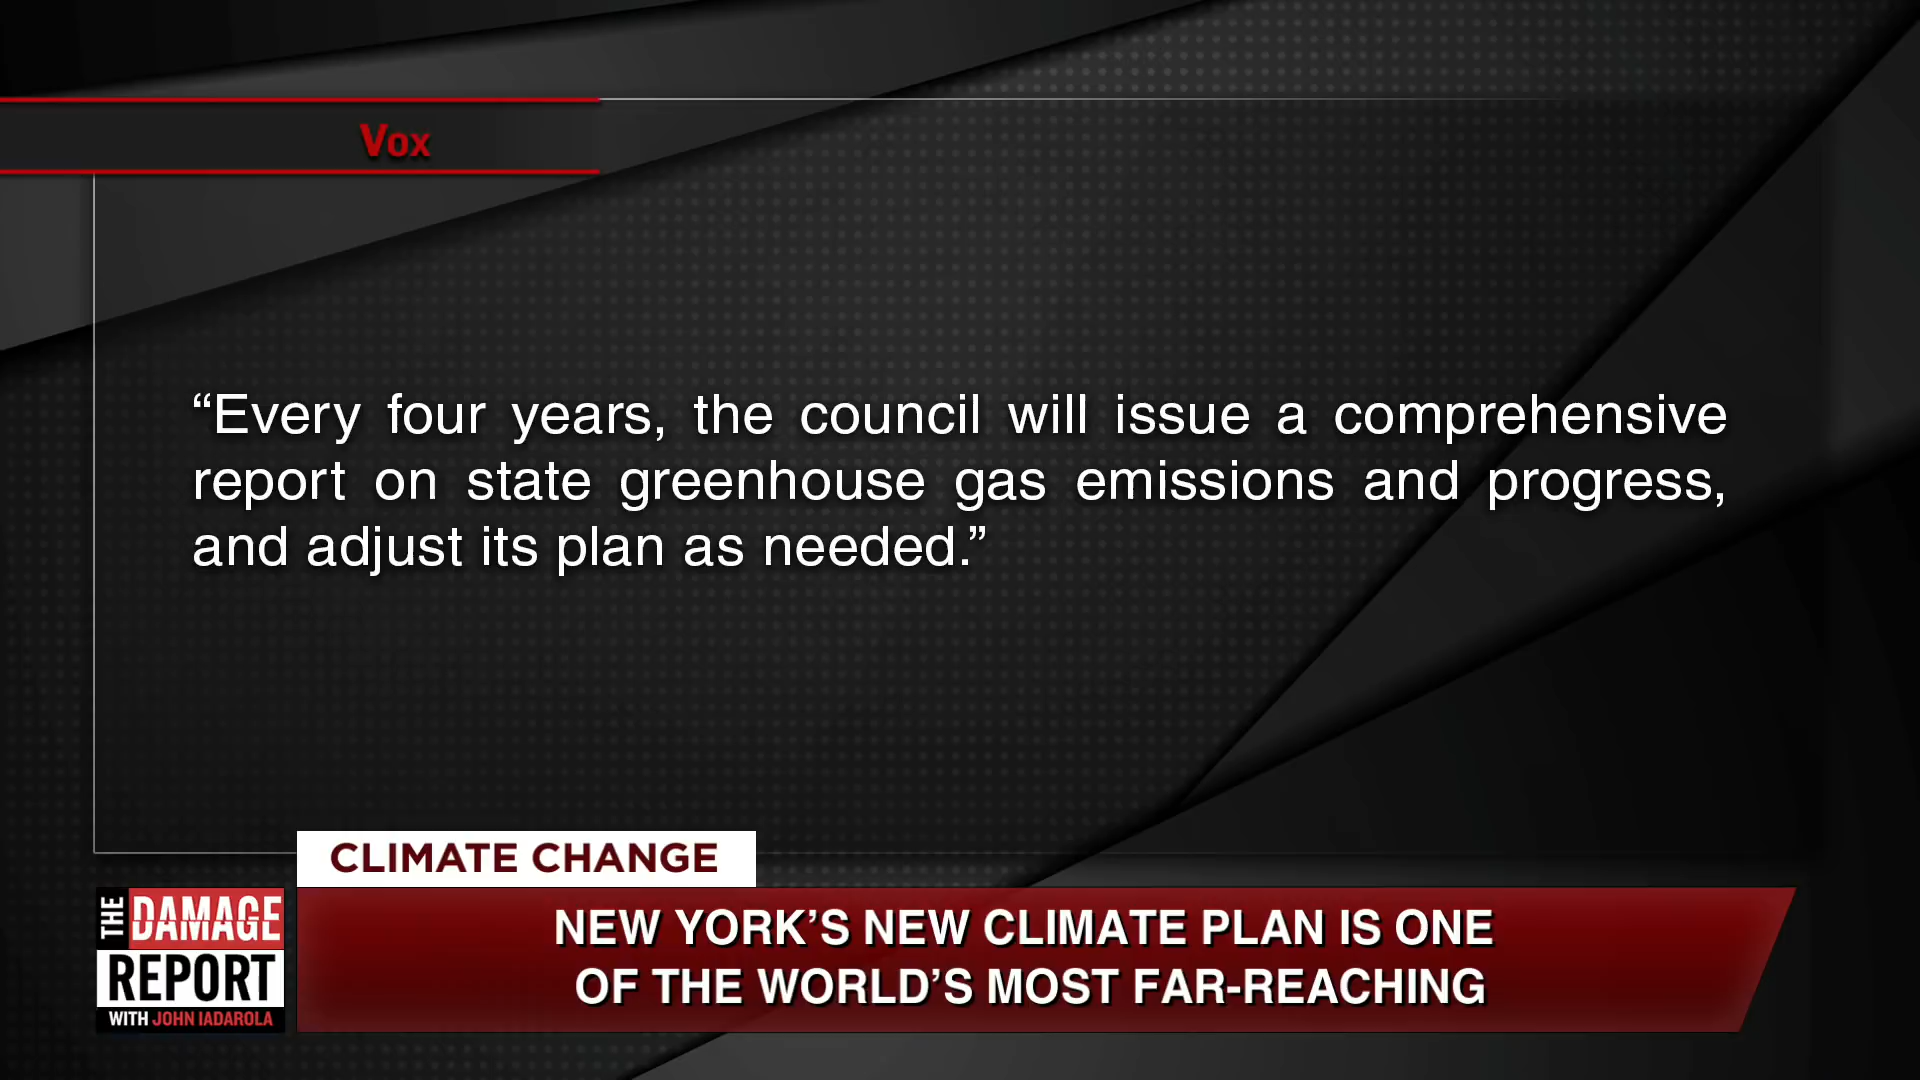 Vox
“Every four years, the council will issue a comprehensive
report on state greenhouse gas emissions and progress,
and adjust its plan as needed.”
CLIMATE CHANGE
THE DAMAGE
REPORT
WITH JOHN IADAROLA
NEW YORK’S NEW CLIMATE PLAN IS ONE
OF THE WORLD’S MOST FAR-REACHING